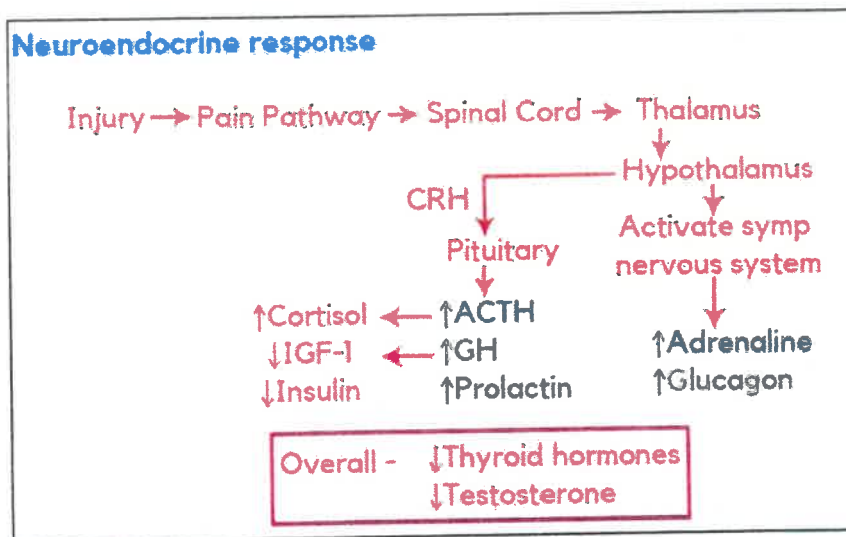 Neuroendocrine response
Injury → Pain Pathway → Spinal Cord → Thalamus
Hypothalamus
CRH
Activate symp
nervous system
Pituitary
↑Cortisol ← ↑ACTH
↓IGF-1 ← ↑GH
↓Insulin ↑Prolactin
↑Adrenaline
↑Glucagon
Overall - ↓Thyroid hormones
↓Testosterone